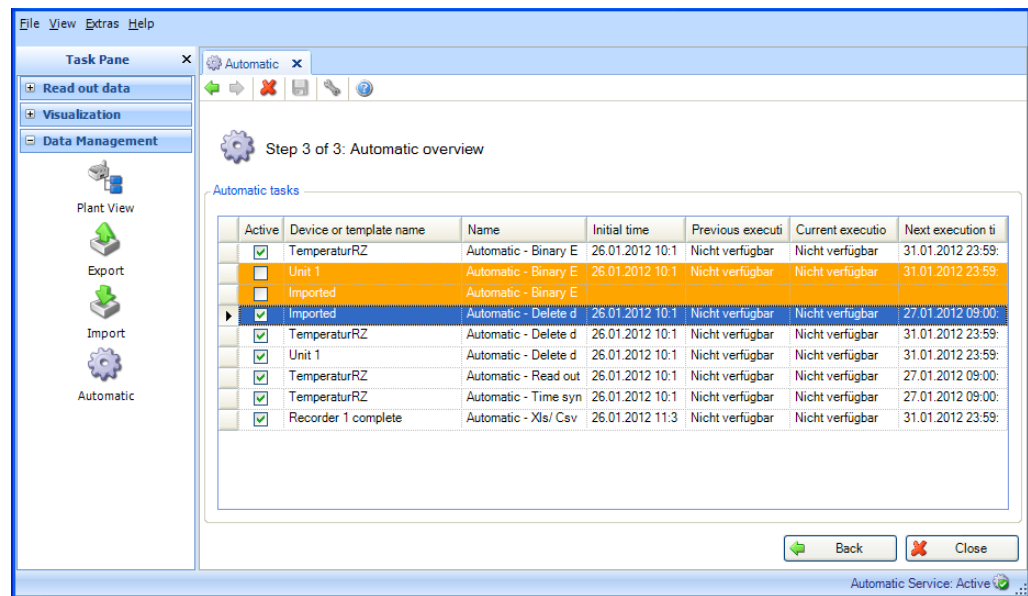 File View Extras Help
Task Pane
Automatic
Read out data
Visualization
Data Management
Plant View
Export
Import
Automatic
Step 3 of 3: Automatic overview
Automatic tasks
Active Device or template name Name Initial time Previous executi Current executio Next execution ti
TemperaturRZ Automatic - Binary E 26.01.2012 10:1 Nicht verfügbar Nicht verfügbar 31.01.2012 23:59:
Unit 1 Automatic - Binary E 26.01.2012 10:1 Nicht verfügbar Nicht verfügbar 31.01.2012 23:59:
Imported Automatic - Binary E
Imported Automatic - Delete d 26.01.2012 10:1 Nicht verfügbar Nicht verfügbar 27.01.2012 09:00:
TemperaturRZ Automatic - Delete d 26.01.2012 10:1 Nicht verfügbar Nicht verfügbar 31.01.2012 23:59:
Unit 1 Automatic - Delete d 26.01.2012 10:1 Nicht verfügbar Nicht verfügbar 31.01.2012 23:59:
TemperaturRZ Automatic - Read out 26.01.2012 10:1 Nicht verfügbar Nicht verfügbar 27.01.2012 09:00:
TemperaturRZ Automatic - Time syn 26.01.2012 10:1 Nicht verfügbar Nicht verfügbar 27.01.2012 09:00:
Recorder 1 complete Automatic - Xls/ Csv 26.01.2012 11:3 Nicht verfügbar Nicht verfügbar 31.01.2012 23:59:
Back Close
Automatic Service: Active